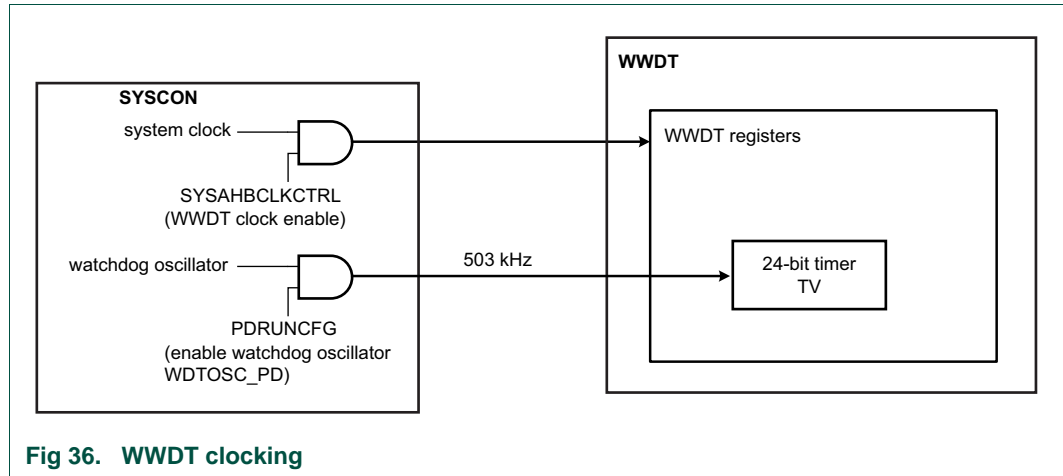 WWDT
SYSCON
system clock
WWDT registers
SYSAHBCLKCTRL
(WWDT clock enable)
watchdog oscillator
503 kHz
24-bit timer
TV
PDRUNCFG
(enable watchdog oscillator
WDTOSC_PD)
Fig 36. WWDT clocking